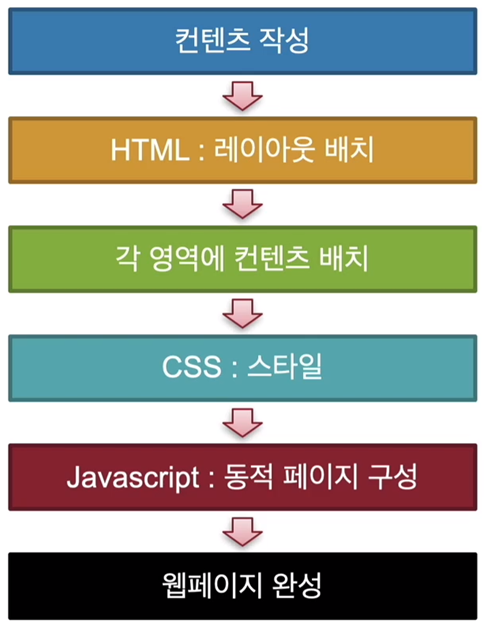 컨텐츠 작성
HTML : 레이아웃 배치
각 영역에 컨텐츠 배치
CSS : 스타일
Javascript : 동적 페이지 구성
웹페이지 완성